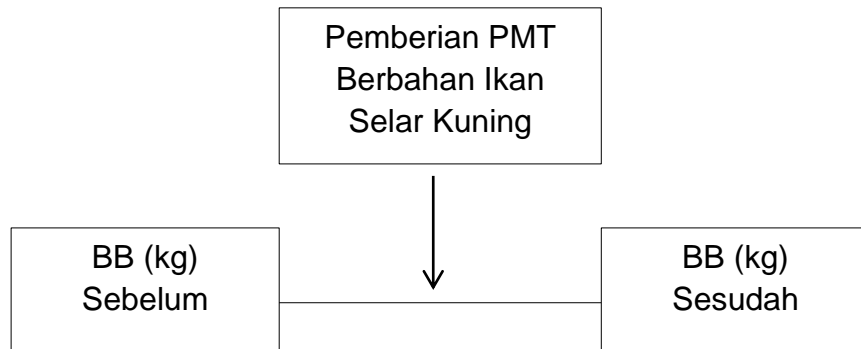 Pemberian PMT
Berbahan Ikan
Selar Kuning
BB (kg)
Sebelum
BB (kg)
Sesudah